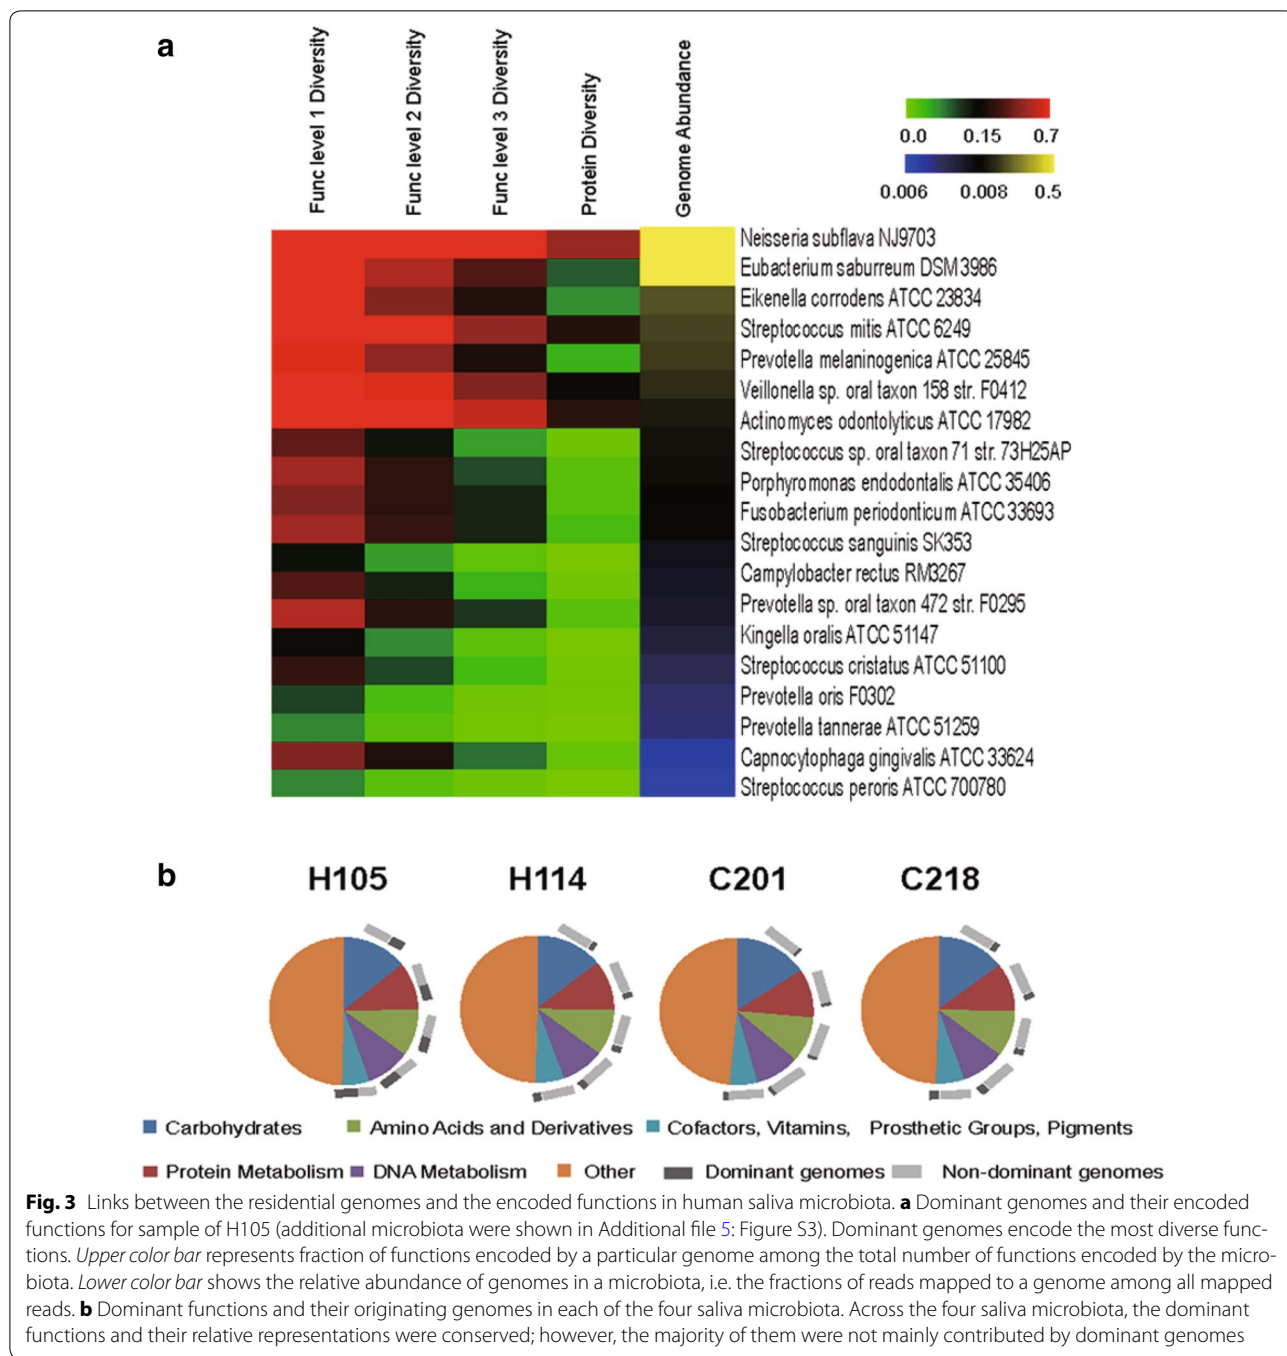 a
Func level 1 Diversity
Func level 2 Diversity
Func level 3 Diversity
Protein Diversity
Genome Abundance
0.0 0.15 0.7
0.006 0.008 0.5
Neisseria subflava NJ9703
Eubacterium saburreum DSM 3986
Eikenella corrodens ATCC 23834
Streptococcus mitis ATCC 6249
Prevotella melaninogenica ATCC 25845
Veillonella sp. oral taxon 158 str. F0412
Actinomyces odontolyticus ATCC 17982
Streptococcus sp. oral taxon 71 str. 73H25AP
Porphyromonas endodontalis ATCC 35406
Fusobacterium periodonticum ATCC 33693
Streptococcus sanguinis SK353
Campylobacter rectus RM3267
Prevotella sp. oral taxon 472 str. F0295
Kingella oralis ATCC 51147
Streptococcus cristatus ATCC 51100
Prevotella oris F0302
Prevotella tannerae ATCC 51259
Capnocytophaga gingivalis ATCC 33624
Streptococcus peroris ATCC 700780
b
H105 H114 C201 C218
Carbohydrates Amino Acids and Derivatives Cofactors, Vitamins, Prosthetic Groups, Pigments
Protein Metabolism DNA Metabolism Other Dominant genomes Non-dominant genomes
Fig. 3 Links between the residential genomes and the encoded functions in human saliva microbiota. a Dominant genomes and their encoded
functions for sample of H105 (additional microbiota were shown in Additional file 5: Figure S3). Dominant genomes encode the most diverse func-
tions. Upper color bar represents fraction of functions encoded by a particular genome among the total number of functions encoded by the micro-
biota. Lower color bar shows the relative abundance of genomes in a microbiota, i.e. the fractions of reads mapped to a genome among all mapped
reads. b Dominant functions and their originating genomes in each of the four saliva microbiota. Across the four saliva microbiota, the dominant
functions and their relative representations were conserved; however, the majority of them were not mainly contributed by dominant genomes